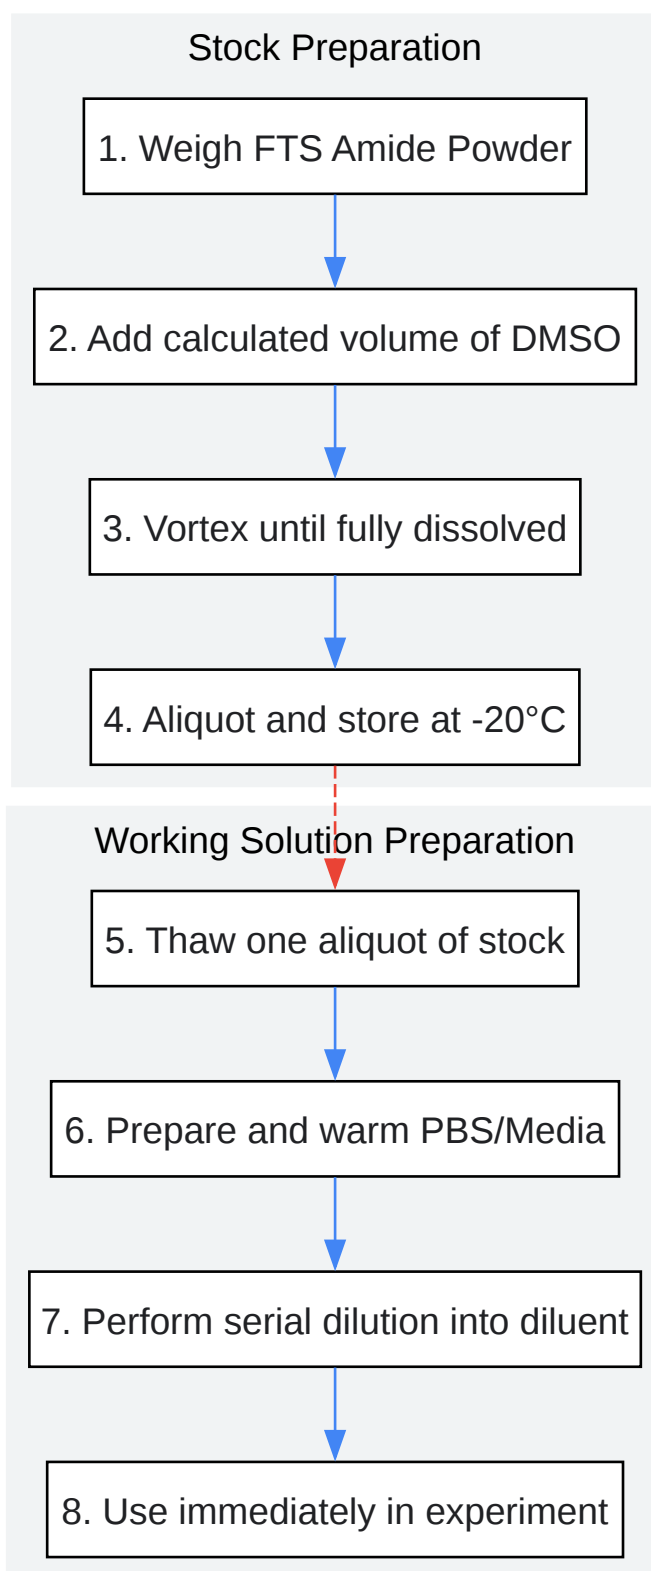 Stock Preparation
1. Weigh FTS Amide Powder
2. Add calculated volume of DMSO
3. Vortex until fully dissolved
4. Aliquot and store at -20°C
Working Solution Preparation
5. Thaw one aliquot of stock
6. Prepare and warm PBS/Media
7. Perform serial dilution into diluent
8. Use immediately in experiment